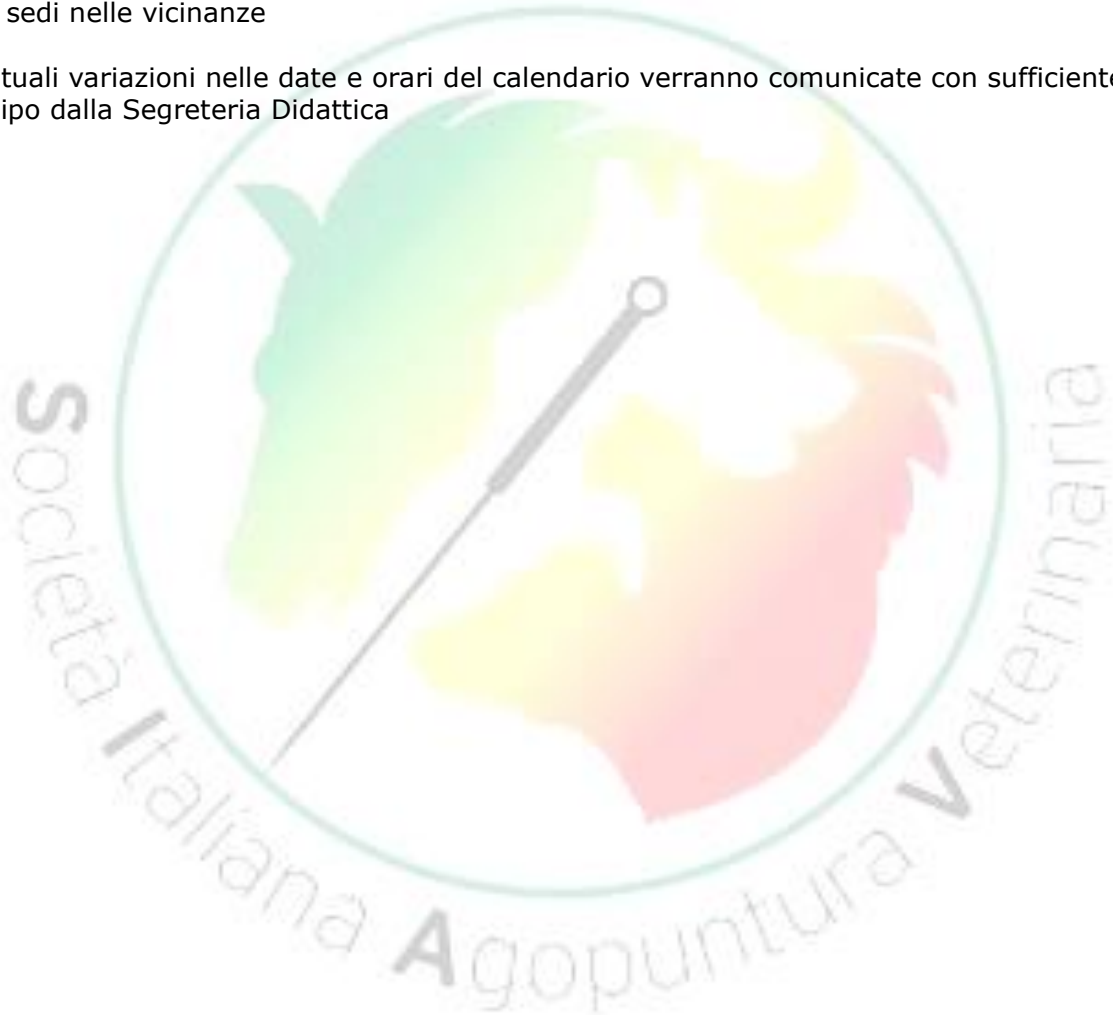 sedi nelle vicinanze
tuali variazioni nelle date e orari del calendario verranno comunicate con sufficiente
ipo dalla Segreteria Didattica
Società Italiana Agopuntura Veterinaria